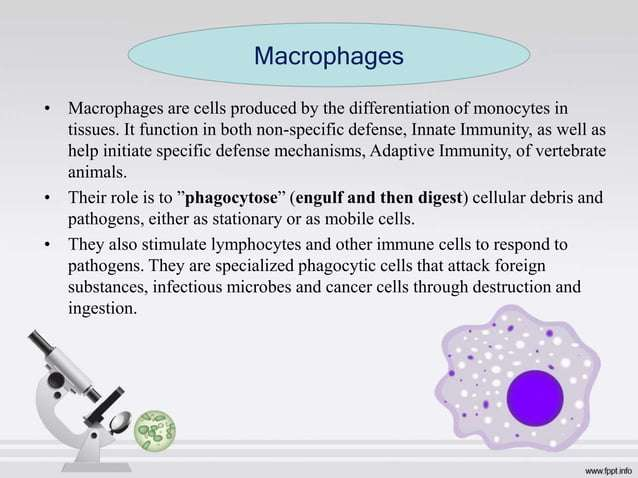 Macrophages
• Macrophages are cells produced by the differentiation of monocytes in
tissues. It function in both non-specific defense, Innate Immunity, as well as
help initiate specific defense mechanisms, Adaptive Immunity, of vertebrate
animals.
• Their role is to ”phagocytose” (engulf and then digest) cellular debris and
pathogens, either as stationary or as mobile cells.
• They also stimulate lymphocytes and other immune cells to respond to
pathogens. They are specialized phagocytic cells that attack foreign
substances, infectious microbes and cancer cells through destruction and
ingestion.
www.fppt.info